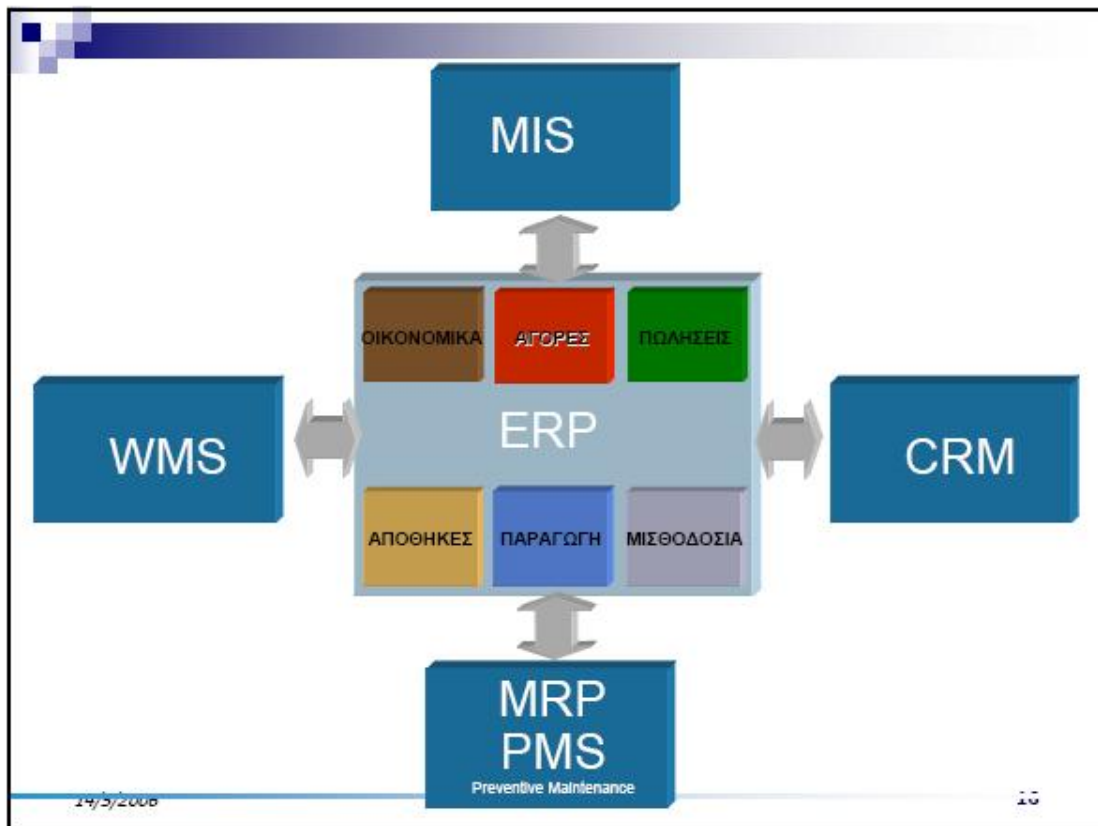 MIS
ΟΙΚΟΝΟΜΙΚΑ
ΑΓΟΡΕΣ
ΠΩΛΗΣΕΙΣ
WMS
ERP
CRM
ΑΠΟΘΗΚΕΣ
ΠΑΡΑΓΩΓΗ
ΜΙΣΘΟΔΟΣΙΑ
MRP
PMS
Preventive Maintenance